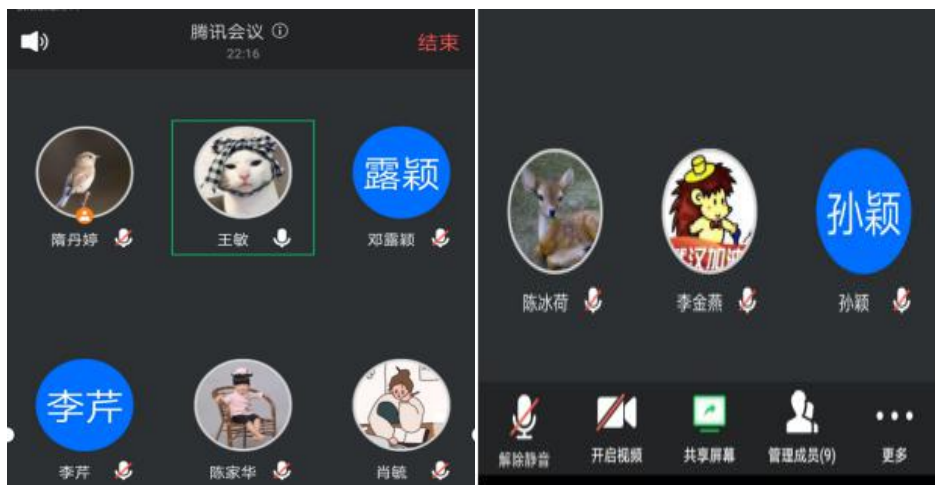 腾讯会议
22:16
结束
露颖
隋丹婷
王敏
邓露颖
李芹
李芹
陈家华
肖毓
孙颖
陈冰荷
李金燕
孙颖
解除静音
开启视频
共享屏幕
管理成员(9)
更多